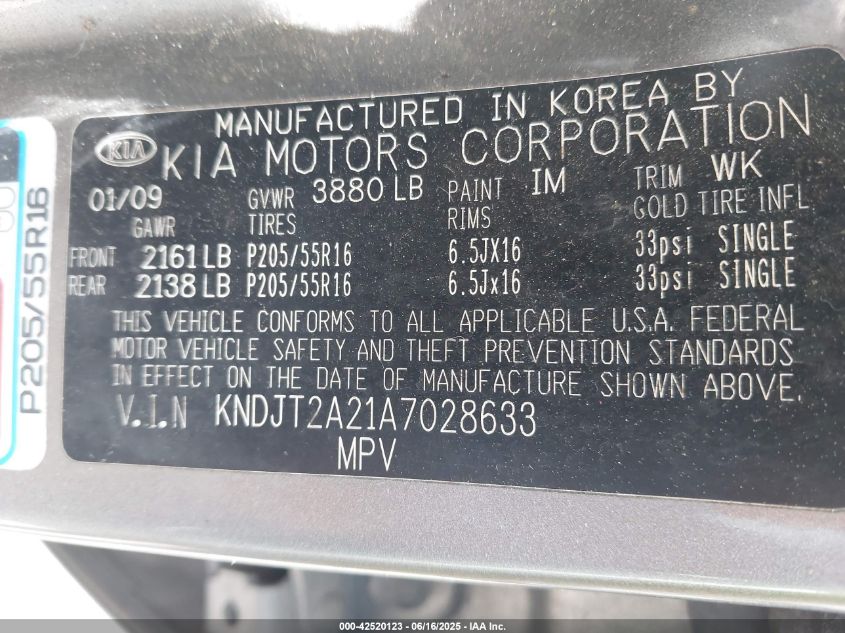 MANUFACTURED IN KOREA BY
KIA KIA MOTORS CORPORATION
01/09 GVWR 3880 LB PAINT IM TRIM WK
GAWR TIRES RIMS COLD TIRE INFL
FRONT 2161 LB P205/55R16 6.5JX16 33psi SINGLE
REAR 2138 LB P205/55R16 6.5Jx16 33psi SINGLE
THIS VEHICLE CONFORMS TO ALL APPLICABLE U.S.A. FEDERAL
MOTOR VEHICLE SAFETY AND THEFT PREVENTION STANDARDS
IN EFFECT ON THE DATE OF MANUFACTURE SHOWN ABOVE.
V.I.N KNDJT2A21A7028633
MPV
P205/55R16
000-42520123 - 06/16/2025 - IAA Inc.